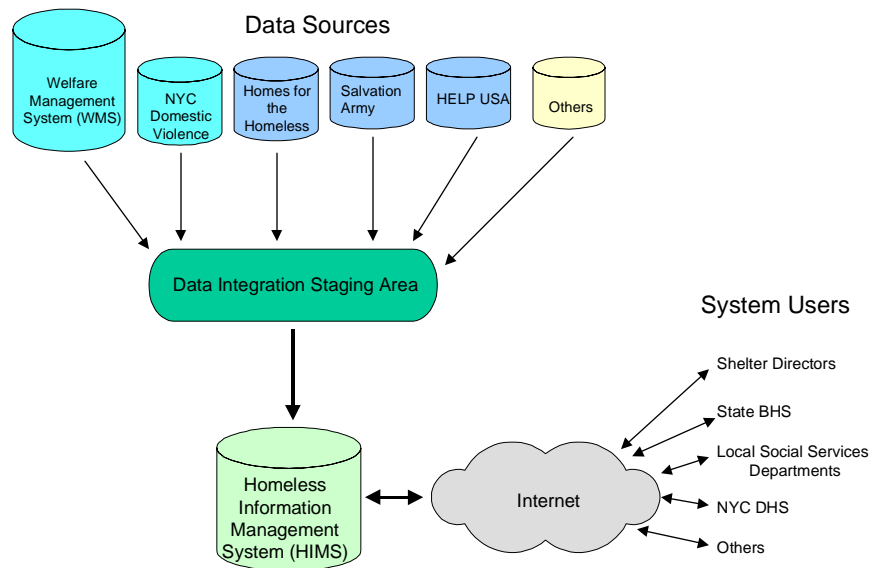 Data Sources
Welfare
Management
System (WMS)
NYC
Domestic
Violence
Homes for
the
Homeless
Salvation
Army
HELP USA
Others
Data Integration Staging Area
System Users
Shelter Directors
State BHS
Local Social Services
Departments
NYC DHS
Others
Homeless
Information
Management
System (HIMS)
Internet